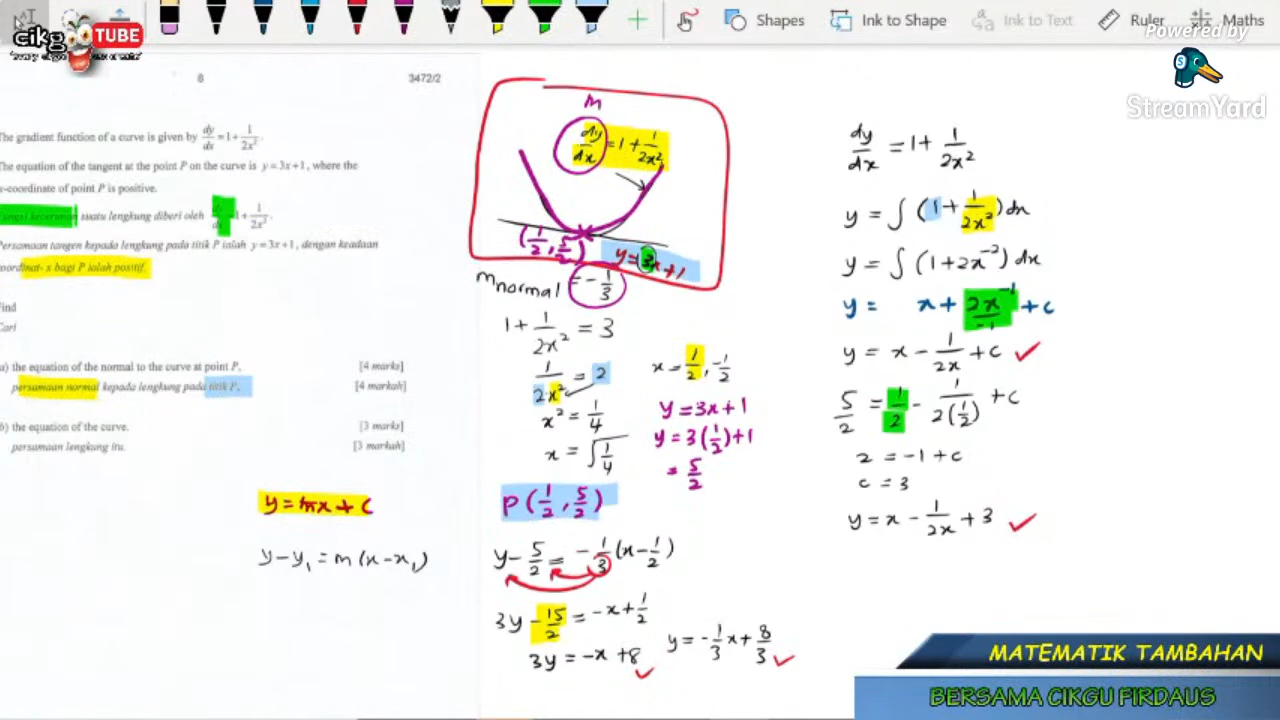 Shapes
Ink to Shape
Ink to Text
Ruler
Maths
cikgooTUBE
Powered by
StreamYard
8
3472/2
The gradient function of a curve is given by dy/dx = 1 + 1/2x².
The equation of the tangent at the point P on the curve is y = 3x + 1, where the
x-coordinate of point P is positive.
Fungsi kecerunan suatu lengkung diberi oleh dy/dx = 1 + 1/2x².
Persamaan tangen kepada lengkung pada titik P ialah y = 3x + 1, dengan keadaan
koordinat- x bagi P ialah positif.
Find
Cari
a) the equation of the normal to the curve at point P, [4 marks]
persamaan normal kepada lengkung pada titik P, [4 markah]
b) the equation of the curve. [3 marks]
persamaan lengkung itu. [3 markah]
y = mx + c
y - y₁ = m(x - x₁)
m
dy/dx = 1 + 1/2x²
(1/2, 5/2)
y = 3x + 1
m normal = -1/3
1 + 1/2x² = 3
1/2x² = 2
x² = 1/4
x = √1/4
x = 1/2, -1/2
y = 3x + 1
y = 3(1/2) + 1
= 5/2
P(1/2, 5/2)
y - 5/2 = -1/3(x - 1/2)
3y - 15/2 = -x + 1/2
3y = -x + 8
y = -1/3x + 8/3
dy/dx = 1 + 1/2x²
y = ∫(1 + 1/2x²)dx
y = ∫(1 + 2x⁻²)dx
y = x + 2x⁻¹/-1 + c
y = x - 1/2x + c
5/2 = 1/2 - 1/2(1/2) + c
2 = -1 + c
c = 3
y = x - 1/2x + 3
MATEMATIK TAMBAHAN
BERSAMA CIKGU FIRDAUS